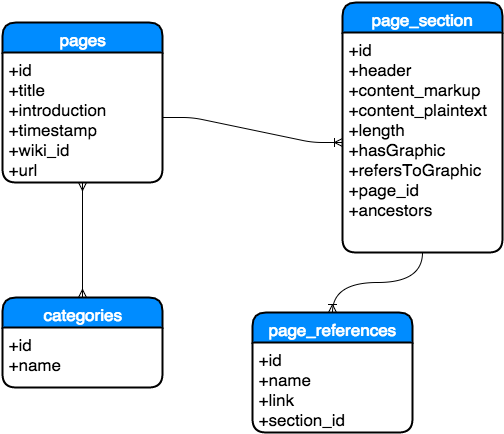 pages
+id
+title
+introduction
+timestamp
+wiki_id
+url
page_section
+id
+header
+content_markup
+content_plaintext
+length
+hasGraphic
+refersToGraphic
+page_id
+ancestors
categories
+id
+name
page_references
+id
+name
+link
+section_id